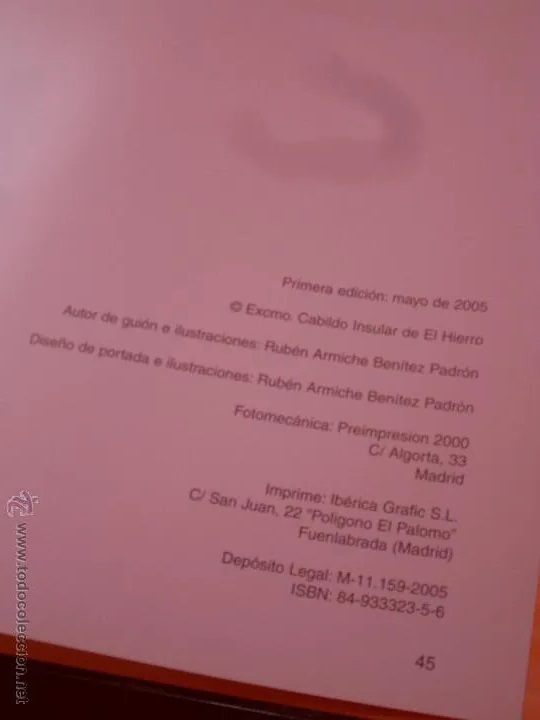 Primera edición: mayo de 2005
© Excmo. Cabildo Insular de El Hierro
Autor de guión e ilustraciones: Rubén Armiche Benítez Padrón
Diseño de portada e ilustraciones: Rubén Armiche Benítez Padrón
Fotomecánica: Preimpresion 2000
C/ Algorta, 33
Madrid
Imprime: Ibérica Grafic S.L.
C/ San Juan, 22 "Poligono El Palomo"
Fuenlabrada (Madrid)
Depósito Legal: M-11.159-2005
ISBN: 84-933323-5-6
45
© www.todocoleccion.net